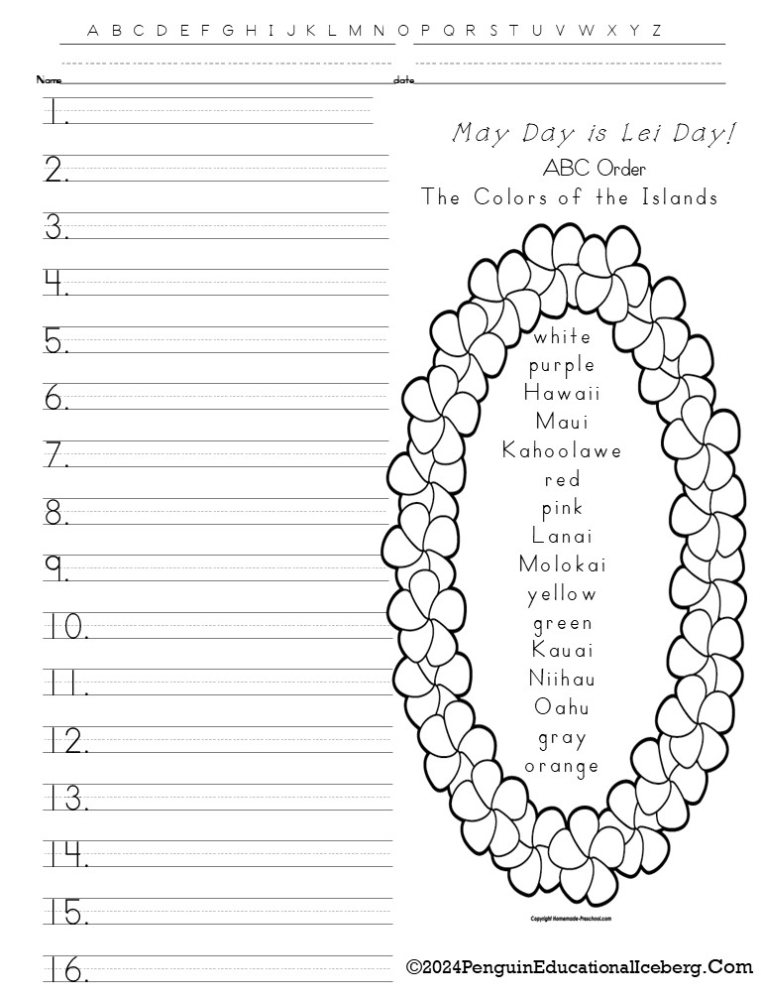 A B C D E F G H I J K L M N O P Q R S T U V W X Y Z
Name date
May Day is Lei Day!
ABC Order
The Colors of the Islands
1.
2.
3.
4.
5.
6.
7.
8.
9.
10.
11.
12.
13.
14.
15.
16.
white
purple
Hawaii
Maui
Kahoolawe
red
pink
Lanai
Molokai
yellow
green
Kauai
Niihau
Oahu
gray
orange
Copyright Homemade-Preschool.com
©2024PenguinEducationalIceberg.Com